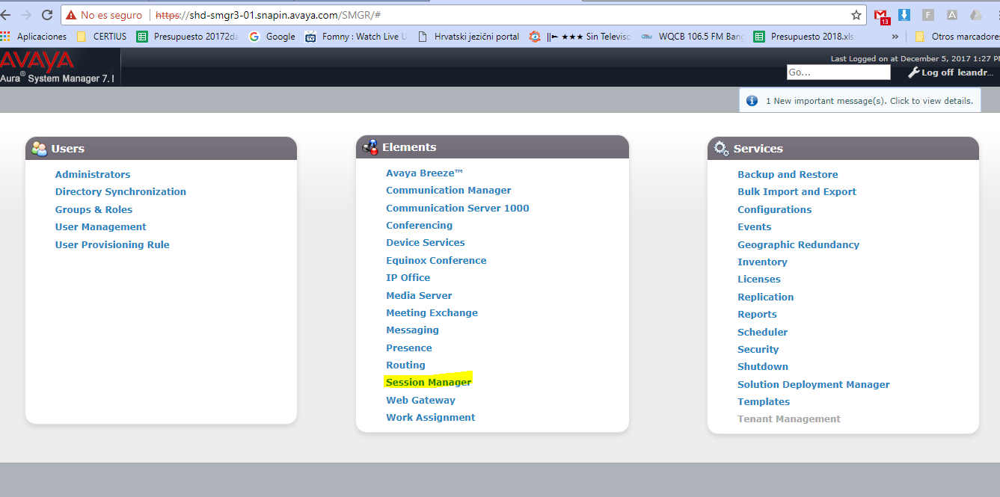 No es seguro https://shd-smgr3-01.snapin.avaya.com/SMGR/#
13 F A
Aplicaciones CERTIUS Presupuesto 20172da Google Fomny : Watch Live U Hrvatski jezični portal ||► ★★★ Sin Televiso WQCB 106.5 FM Bang Presupuesto 2018.xls » Otros marcadores
AVAYA
Aura® System Manager 7.1
Last Logged on at December 5, 2017 1:27 PM
Go...
Log off leandr...
1 New important message(s). Click to view details.
Users
Administrators
Directory Synchronization
Groups & Roles
User Management
User Provisioning Rule
Elements
Avaya Breeze™
Communication Manager
Communication Server 1000
Conferencing
Device Services
Equinox Conference
IP Office
Media Server
Meeting Exchange
Messaging
Presence
Routing
Session Manager
Web Gateway
Work Assignment
Services
Backup and Restore
Bulk Import and Export
Configurations
Events
Geographic Redundancy
Inventory
Licenses
Replication
Reports
Scheduler
Security
Shutdown
Solution Deployment Manager
Templates
Tenant Management